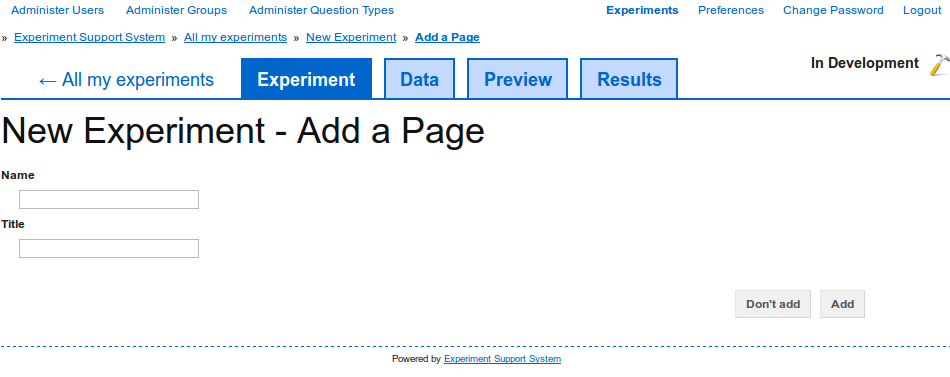 Administer Users Administer Groups Administer Question Types Experiments Preferences Change Password Logout
» Experiment Support System » All my experiments » New Experiment » Add a Page
← All my experiments Experiment Data Preview Results In Development
New Experiment - Add a Page
Name
Title
Don't add Add
Powered by Experiment Support System